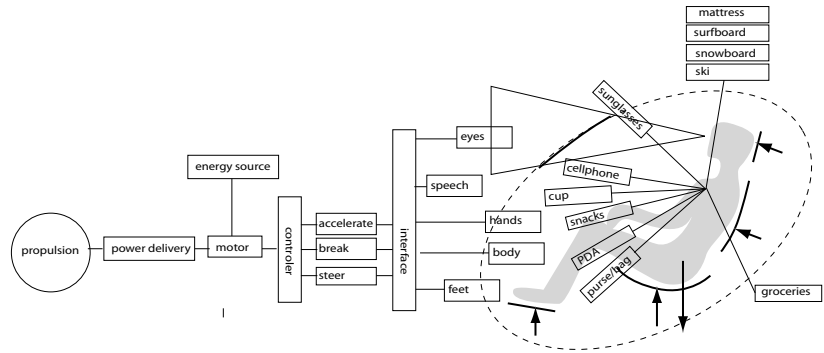 mattress
surfboard
snowboard
ski
sunglasses
eyes
energy source
cellphone
speech
cup
snacks
accelerate
hands
propulsion
power delivery
motor
controler
break
interface
body
PDA
steer
purse/bag
feet
groceries